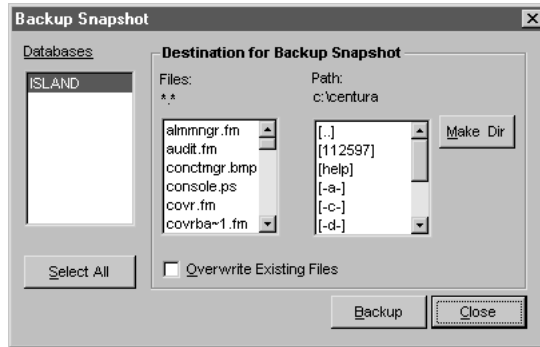 Backup Snapshot
Databases
ISLAND
Select All
Destination for Backup Snapshot
Files:
*.*
almmngr.fm
audit.fm
conctmgr.bmp
console.ps
covr.fm
covrba~1.fm
Path:
c:\centura
[..]
[112597]
[help]
[-a-]
[-c-]
[-d-]
Make Dir
Overwrite Existing Files
Backup
Close